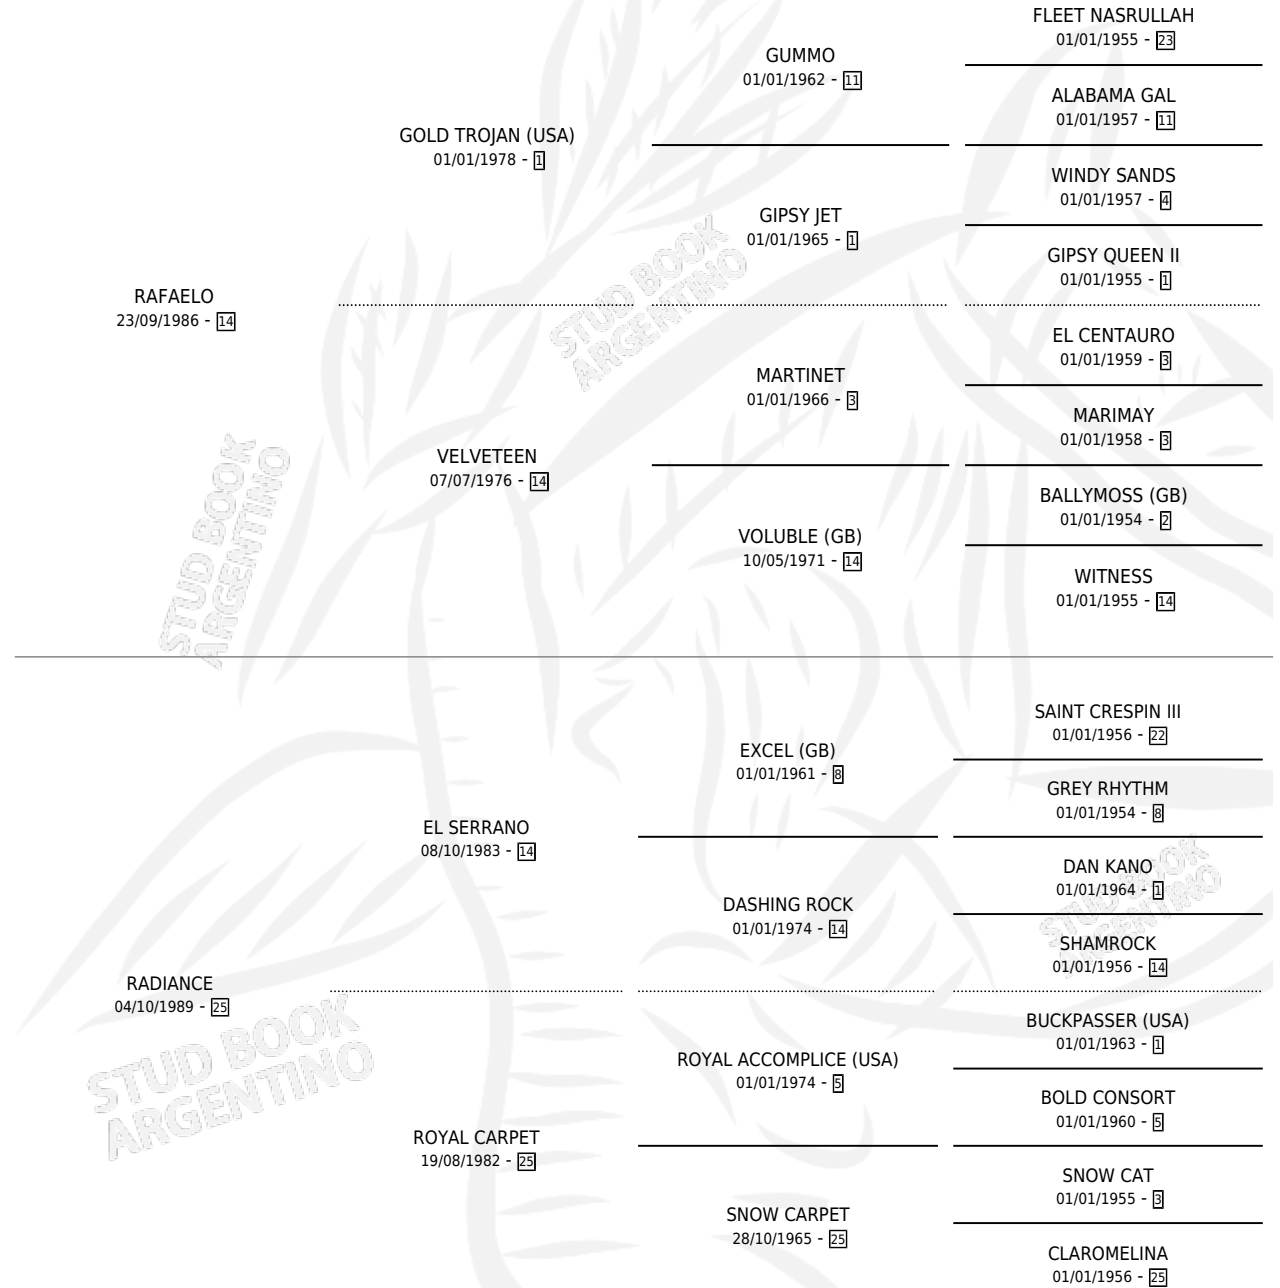 FLEET NASRULLAH
01/01/1955 - 23
GUMMO
01/01/1962 - 11
ALABAMA GAL
01/01/1957 - 11
GOLD TROJAN (USA)
01/01/1978 - 1
WINDY SANDS
01/01/1957 - 4
GIPSY JET
01/01/1965 - 1
GIPSY QUEEN II
01/01/1955 - 1
RAFAELO
23/09/1986 - 14
EL CENTAURO
01/01/1959 - 3
MARTINET
01/01/1966 - 3
MARIMAY
01/01/1958 - 3
VELVETEEN
07/07/1976 - 14
BALLYMOSS (GB)
01/01/1954 - 2
VOLUBLE (GB)
10/05/1971 - 14
WITNESS
01/01/1955 - 14
STUD BOOK
ARGENTINO
STUD BOOK
ARGENTINO
SAINT CRESPIN III
01/01/1956 - 22
EXCEL (GB)
01/01/1961 - 8
GREY RHYTHM
01/01/1954 - 8
EL SERRANO
08/10/1983 - 14
DAN KANO
01/01/1964 - 1
DASHING ROCK
01/01/1974 - 14
SHAMROCK
01/01/1956 - 14
STUD BOOK
ARGENTINO
RADIANCE
04/10/1989 - 25
BUCKPASSER (USA)
01/01/1963 - 1
ROYAL ACCOMPLICE (USA)
01/01/1974 - 5
BOLD CONSORT
01/01/1960 - 5
ROYAL CARPET
19/08/1982 - 25
SNOW CAT
01/01/1955 - 3
SNOW CARPET
28/10/1965 - 25
CLAROMELINA
01/01/1956 - 25
STUD BOOK
ARGENTINO